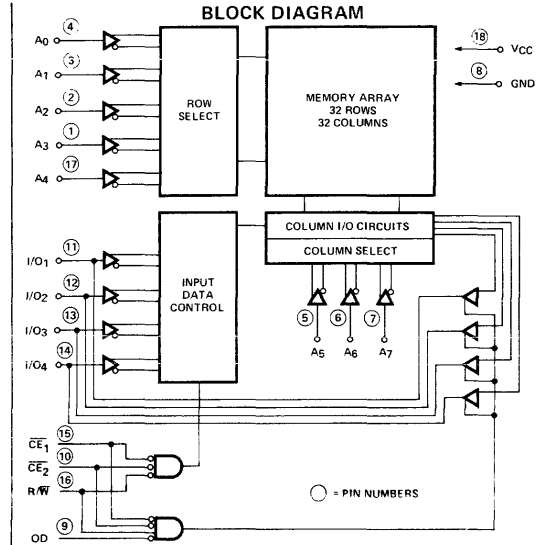 BLOCK DIAGRAM
4
A0
3
A1
2
A2
1
A3
17
A4
ROW
SELECT
MEMORY ARRAY
32 ROWS
32 COLUMNS
18
VCC
8
GND
COLUMN I/O CIRCUITS
COLUMN SELECT
5
6
7
A5
A6
A7
11
I/O1
12
I/O2
13
I/O3
14
I/O4
INPUT
DATA
CONTROL
15
CE1
10
CE2
16
R/W
9
OD
= PIN NUMBERS